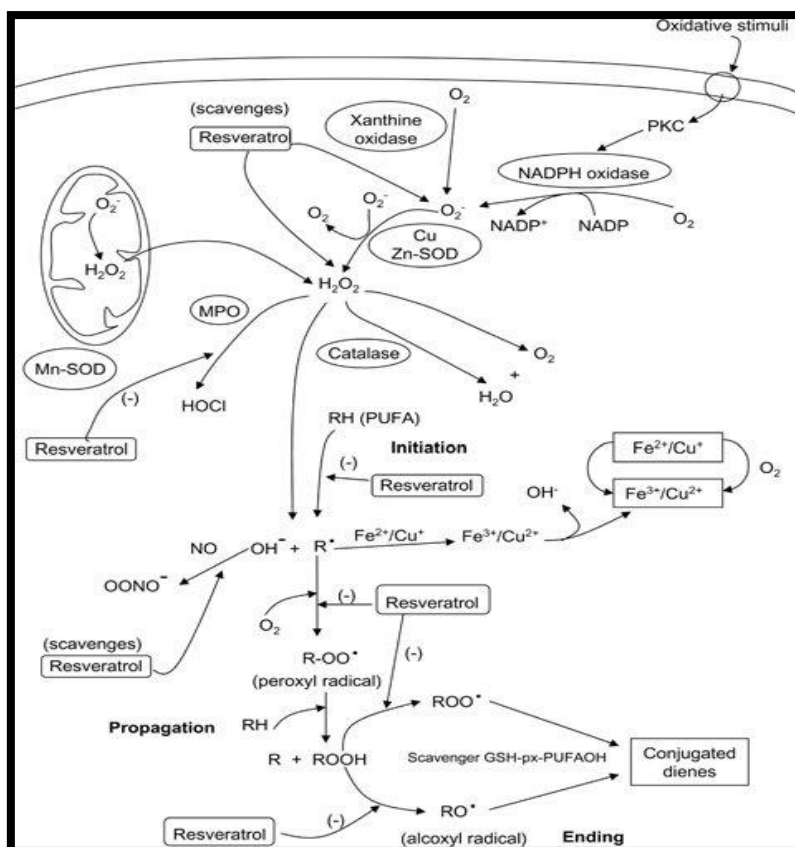 Oxidative stimuli
(scavenges)
Resveratrol
Xanthine
oxidase
O₂
PKC
NADPH oxidase
O₂⁻
H₂O₂
Mn-SOD
O₂
O₂⁻
O₂⁻
Cu
Zn-SOD
NADP⁺
NADP
O₂
H₂O₂
MPO
Catalase
O₂
+
H₂O
(-)
HOCl
Resveratrol
RH (PUFA)
Initiation
(-)
Resveratrol
Fe²⁺/Cu⁺
O₂
Fe³⁺/Cu²⁺
OH⁻
NO
OH⁻ + R•
Fe²⁺/Cu⁺
Fe³⁺/Cu²⁺
OONO⁻
(scavenges)
Resveratrol
O₂
(-)
Resveratrol
(-)
R-OO•
(peroxyl radical)
Propagation
RH
R + ROOH
ROO•
Scavenger GSH-px-PUFAOH
Conjugated
dienes
Resveratrol
(-)
RO•
(alcoxyl radical)
Ending